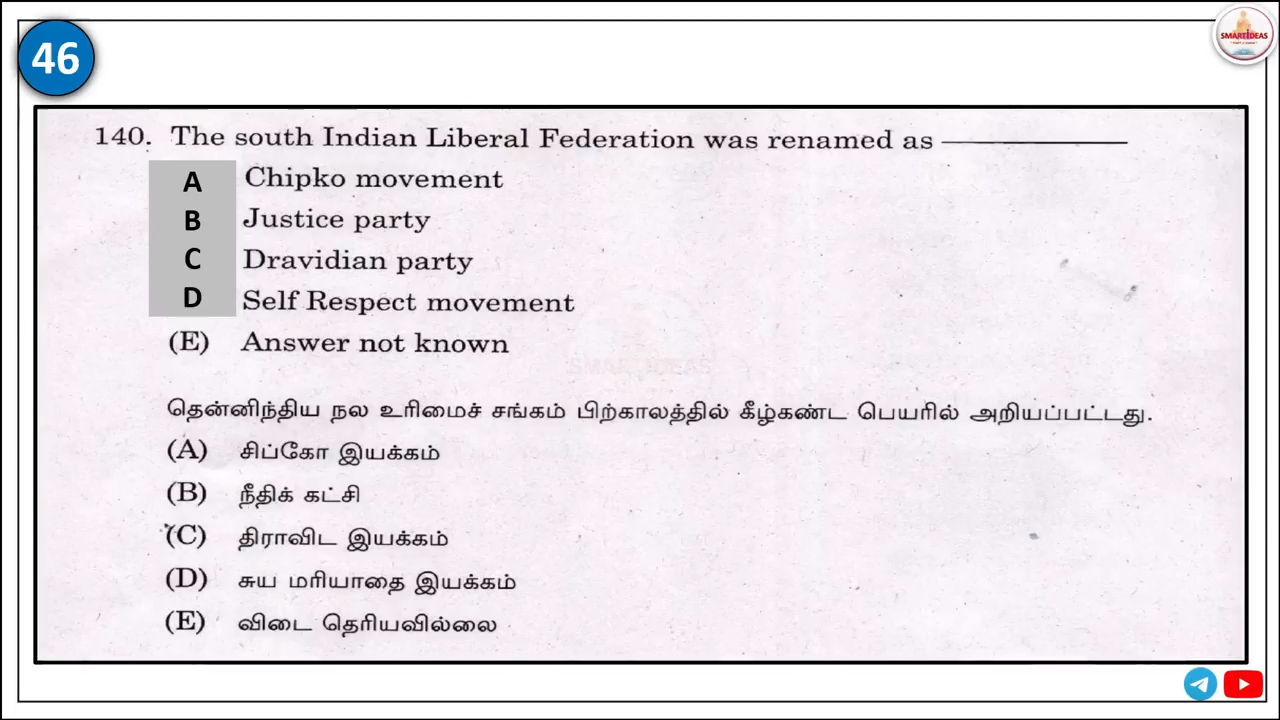 46
SMARTIDEAS
140. The south Indian Liberal Federation was renamed as
A Chipko movement
B Justice party
C Dravidian party
D Self Respect movement
(E) Answer not known
SMARTIDEAS
தென்னிந்திய நல உரிமைச் சங்கம் பிற்காலத்தில் கீழ்கண்ட பெயரில் அறியப்பட்டது.
(A) சிப்கோ இயக்கம்
(B) நீதிக் கட்சி
(C) திராவிட இயக்கம்
(D) சுய மரியாதை இயக்கம்
(E) விடை தெரியவில்லை